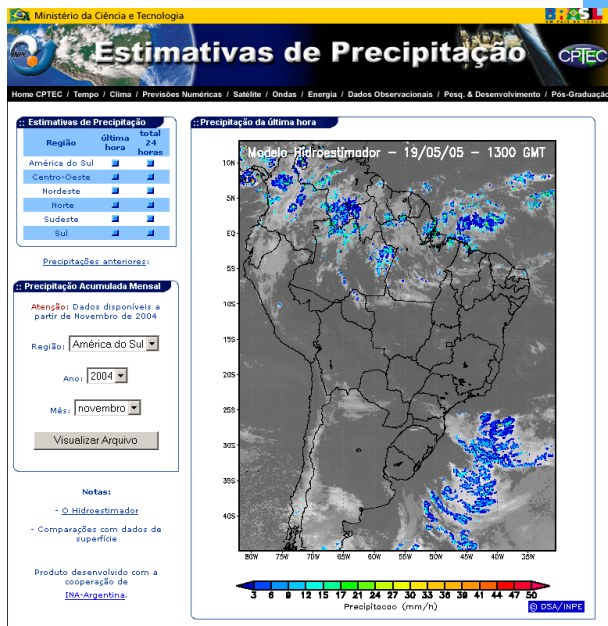 Ministério da Ciência e Tecnologia
BRASIL
INPE
Estimativas de Precipitação
CPTEC
Home CPTEC / Tempo / Clima / Previsões Numéricas / Satélite / Ondas / Energia / Dados Observacionais / Pesq. & Desenvolvimento / Pós-Graduação
:: Estimativas de Precipitação
Região última hora total 24 horas
América do Sul
Centro-Oeste
Nordeste
Norte
Sudeste
Sul
Precipitações anteriores:
:: Precipitação Acumulada Mensal
Atenção: Dados disponíveis a
partir de Novembro de 2004
Região: América do Sul
Ano: 2004
Mês: novembro
Visualizar Arquivo
Notas:
- O Hidroestimador
- Comparações com dados de
superfície
Produto desenvolvido com a
cooperação de
INA-Argentina.
:: Precipitação da última hora
Modelo Hidroestimador - 19/05/05 - 1300 GMT
10N
5N
EQ
5S
10S
15S
20S
25S
30S
35S
40S
80W 75W 70W 65W 60W 55W 50W 45W 40W 35W
3 6 9 12 15 17 21 24 27 30 33 36 39 41 44 47 50
Precipitacao (mm/h)
© DSA/INPE